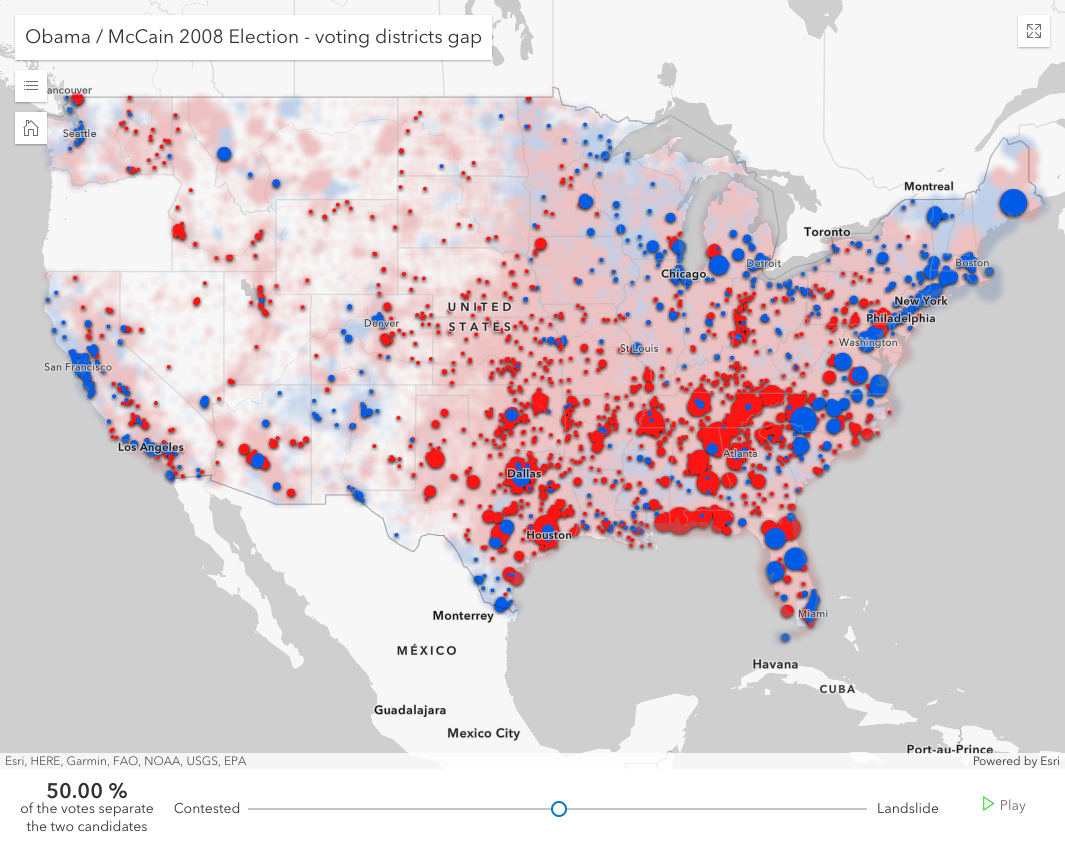 Obama / McCain 2008 Election - voting districts gap
ancouver
Seattle
Montreal
Toronto
Boston
Detroit
Chicago
New York
UNITED
STATES
Philadelphia
Denver
Washington
St Louis
San Francisco
Los Angeles
Atlanta
Dallas
Houston
Miami
Monterrey
MÉXICO
Havana
CUBA
Guadalajara
Mexico City
Port-au-Prince
Esri, HERE, Garmin, FAO, NOAA, USGS, EPA
Powered by Esri
50.00 %
of the votes separate
the two candidates
Contested
Landslide
Play